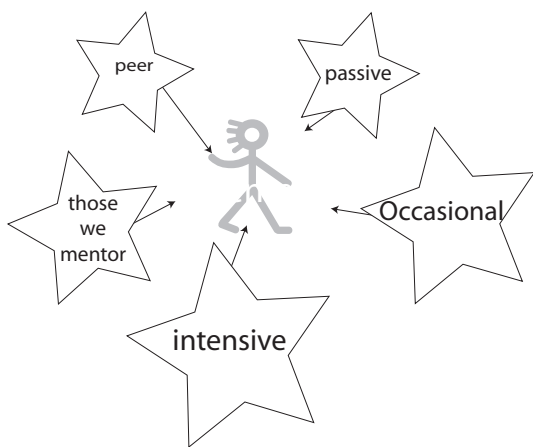 peer
passive
those
we
mentor
Occasional
intensive